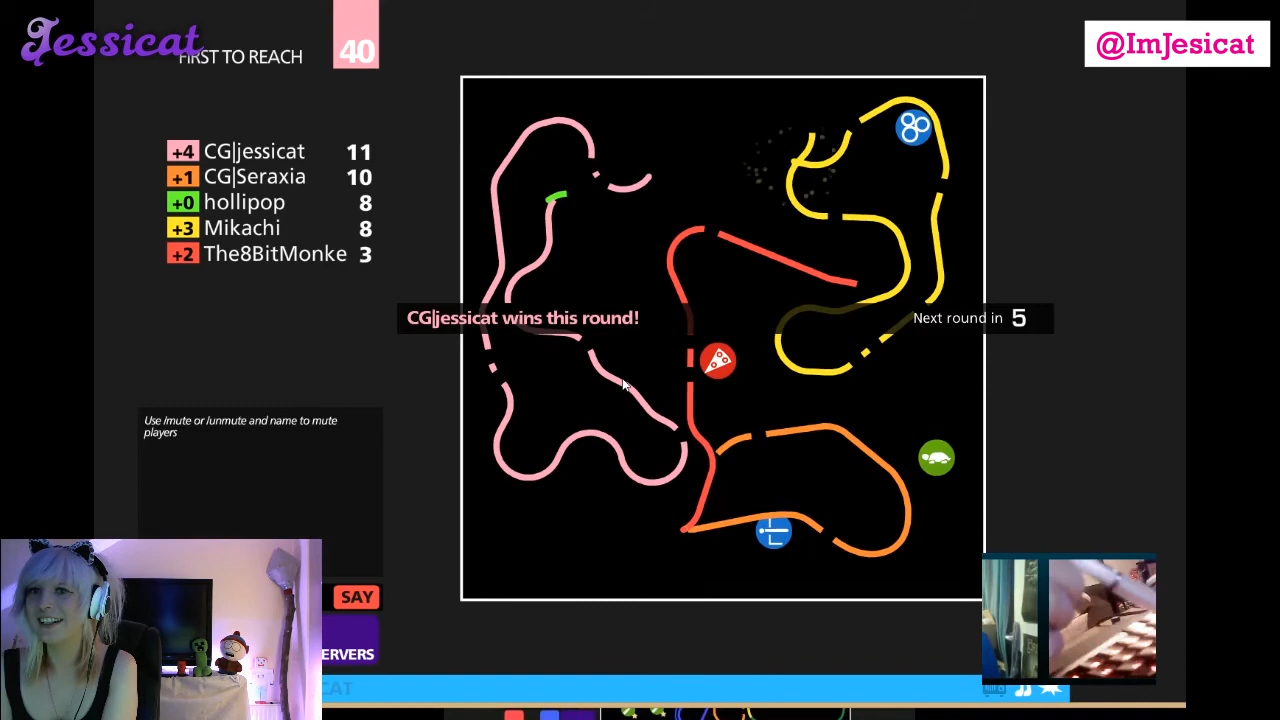 Jessicat
FIRST TO REACH 40
@ImJesicat
+4 CG|jessicat 11
+1 CG|Seraxia 10
+0 hollipop 8
+3 Mikachi 8
+2 The8BitMonke 3
CG|jessicat wins this round!
Next round in 5
Use /mute or /unmute and name to mute
players
SAY
ERVERS
CAT